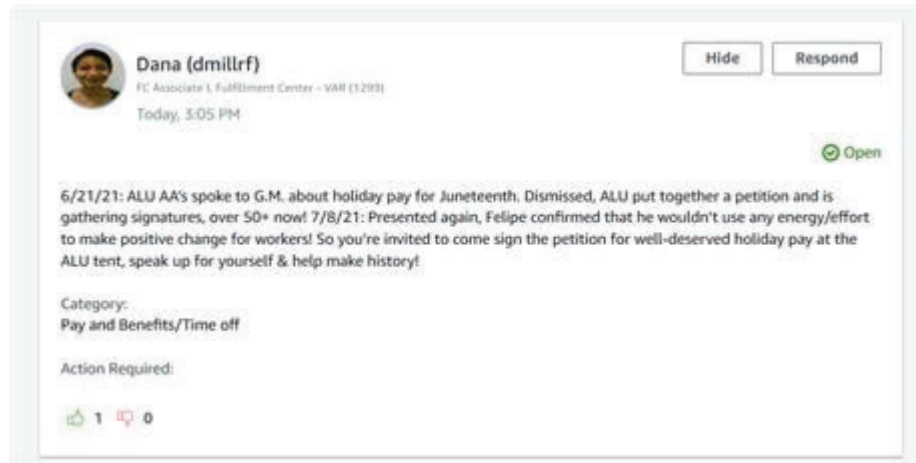 Dana (dmillrf)
Hide
Respond
FC Associate I, Fulfillment Center - VAR (1299)
Today, 3:05 PM
Open
6/21/21: ALU AA's spoke to G.M. about holiday pay for Juneteenth. Dismissed, ALU put together a petition and is
gathering signatures, over 50+ now! 7/8/21: Presented again, Felipe confirmed that he wouldn't use any energy/effort
to make positive change for workers! So you're invited to come sign the petition for well-deserved holiday pay at the
ALU tent, speak up for yourself & help make history!
Category:
Pay and Benefits/Time off
Action Required:
1 0